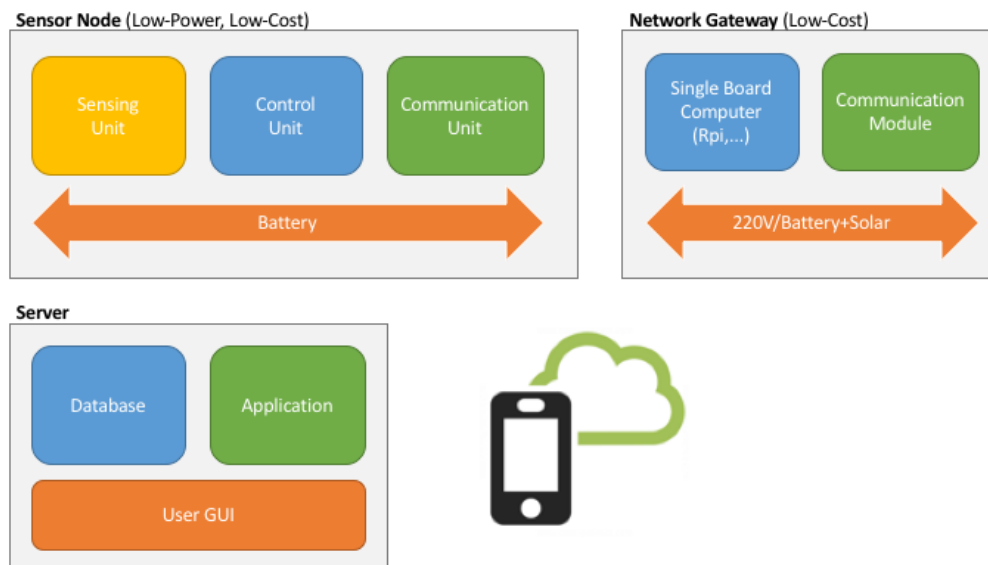 Sensor Node (Low-Power, Low-Cost)
Sensing
Unit
Control
Unit
Communication
Unit
Battery
Network Gateway (Low-Cost)
Single Board
Computer
(Rpi,...)
Communication
Module
220V/Battery+Solar
Server
Database
Application
User GUI